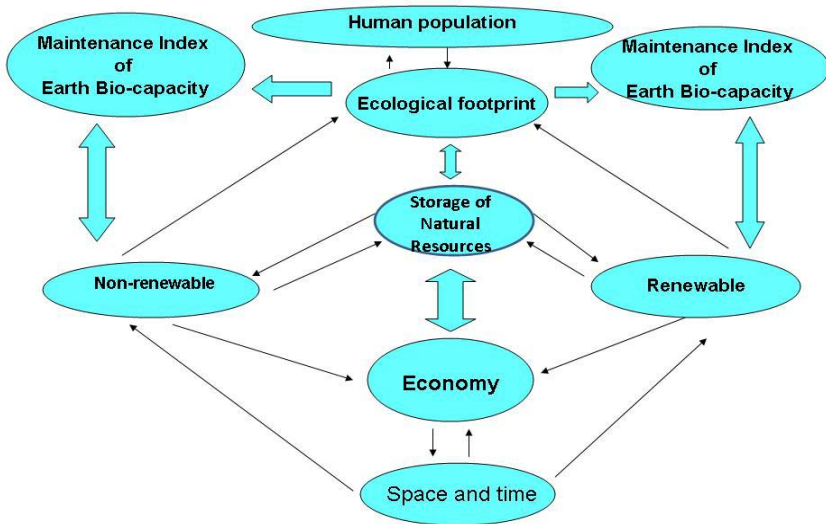 Human population
Maintenance Index
of
Earth Bio-capacity
Maintenance Index
of
Earth Bio-capacity
Ecological footprint
Storage of
Natural
Resources
Non-renewable
Renewable
Economy
Space and time